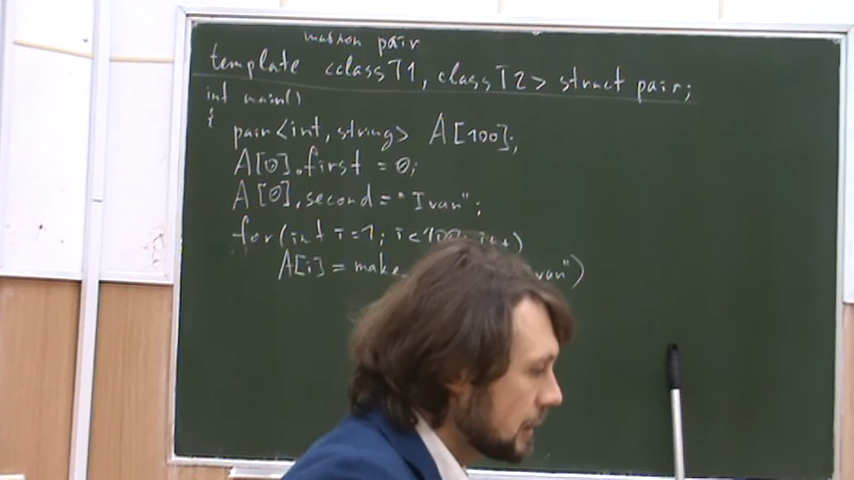 шаблон pair
template <class T1, class T2> struct pair;
int main()
{
pair<int, string> A[100];
A[0].first = 0;
A[0].second = "Ivan";
for(int i=1; i<100; i++)
A[i] = make van")